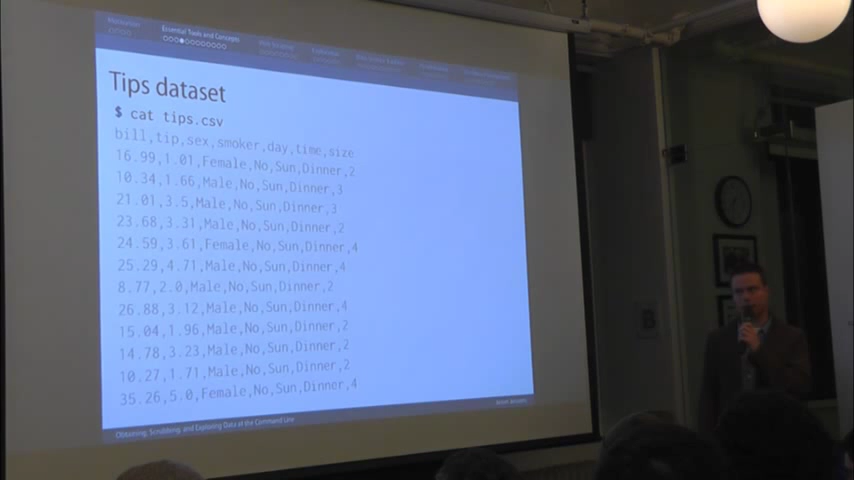 Essential Tools and Concepts
Tips dataset
$ cat tips.csv
bill,tip,sex,smoker,day,time,size
16.99,1.01,Female,No,Sun,Dinner,2
10.34,1.66,Male,No,Sun,Dinner,3
21.01,3.5,Male,No,Sun,Dinner,3
23.68,3.31,Male,No,Sun,Dinner,2
24.59,3.61,Female,No,Sun,Dinner,4
25.29,4.71,Male,No,Sun,Dinner,4
8.77,2.0,Male,No,Sun,Dinner,2
26.88,3.12,Male,No,Sun,Dinner,4
15.04,1.96,Male,No,Sun,Dinner,2
14.78,3.23,Male,No,Sun,Dinner,2
10.27,1.71,Male,No,Sun,Dinner,2
35.26,5.0,Female,No,Sun,Dinner,4
Obtaining, Scrubbing, and Exploring Data at the Command Line
B